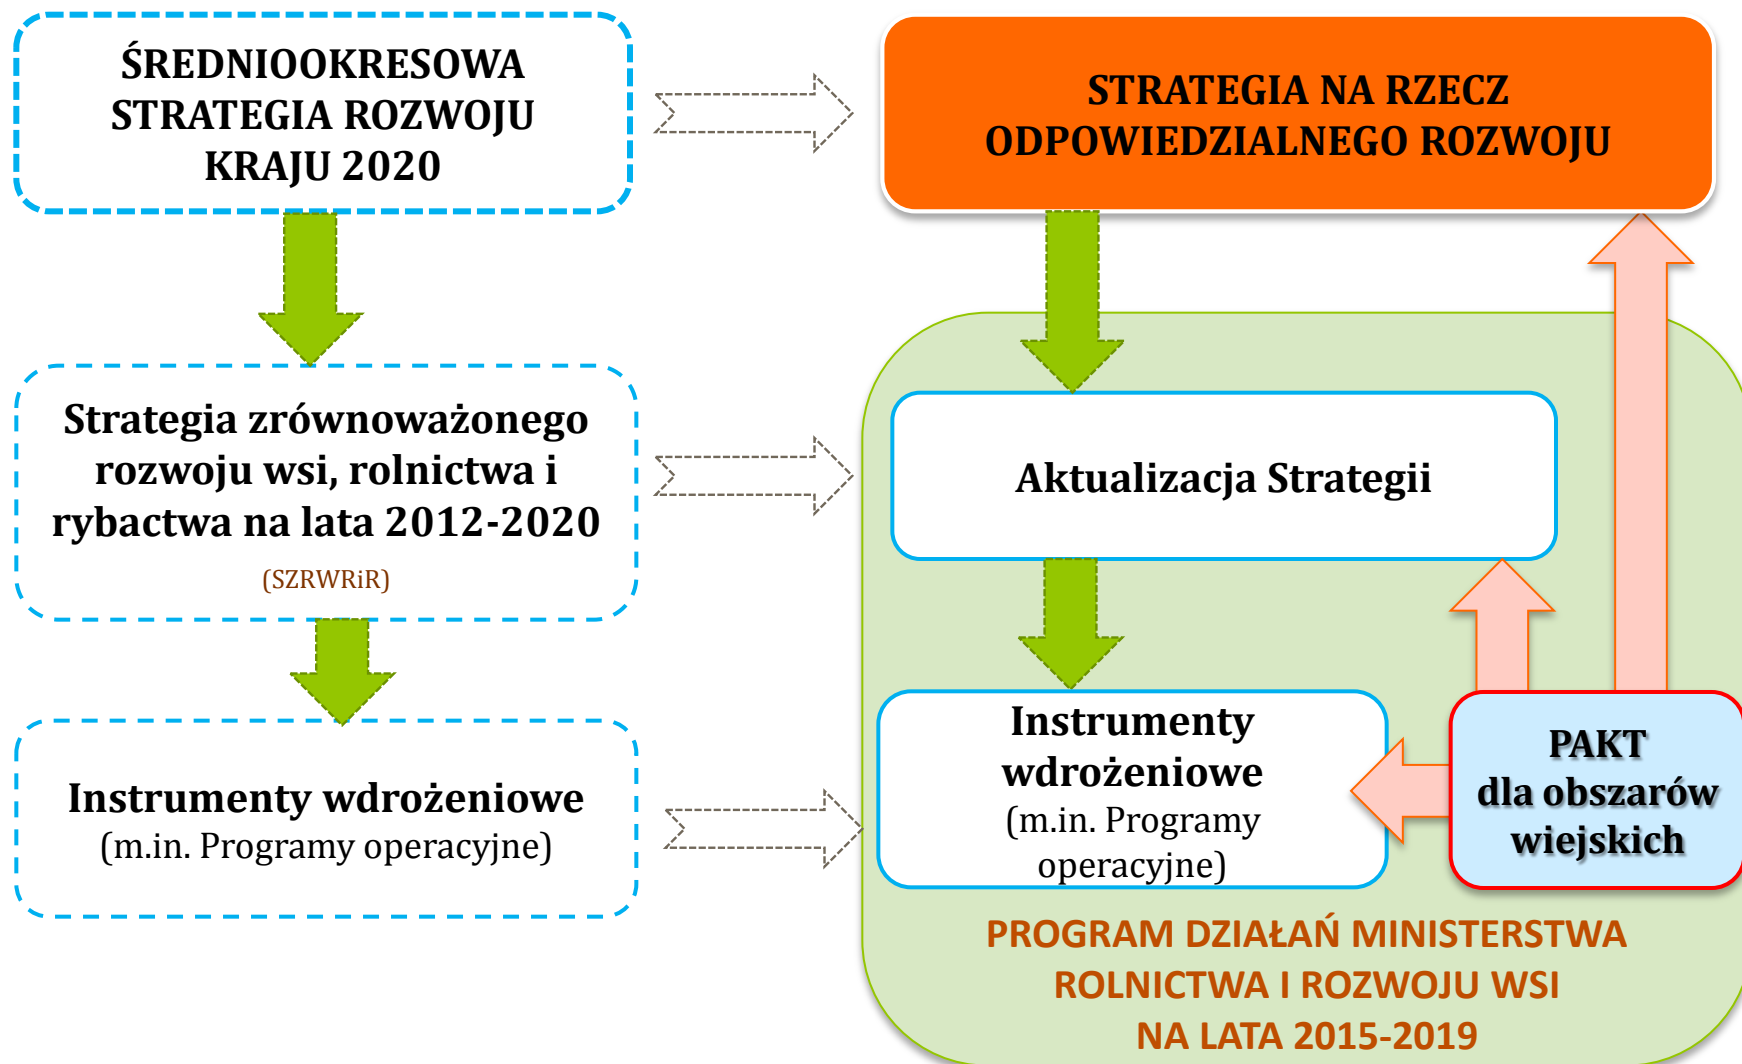 ŚREDNIOOKRESOWA
STRATEGIA ROZWOJU
KRAJU 2020
STRATEGIA NA RZECZ
ODPOWIEDZIALNEGO ROZWOJU
Strategia zrównoważonego
rozwoju wsi, rolnictwa i
rybactwa na lata 2012-2020
(SZRWRiR)
Aktualizacja Strategii
Instrumenty wdrożeniowe
(m.in. Programy operacyjne)
Instrumenty
wdrożeniowe
(m.in. Programy
operacyjne)
PAKT
dla obszarów
wiejskich
PROGRAM DZIAŁAŃ MINISTERSTWA
ROLNICTWA I ROZWOJU WSI
NA LATA 2015-2019